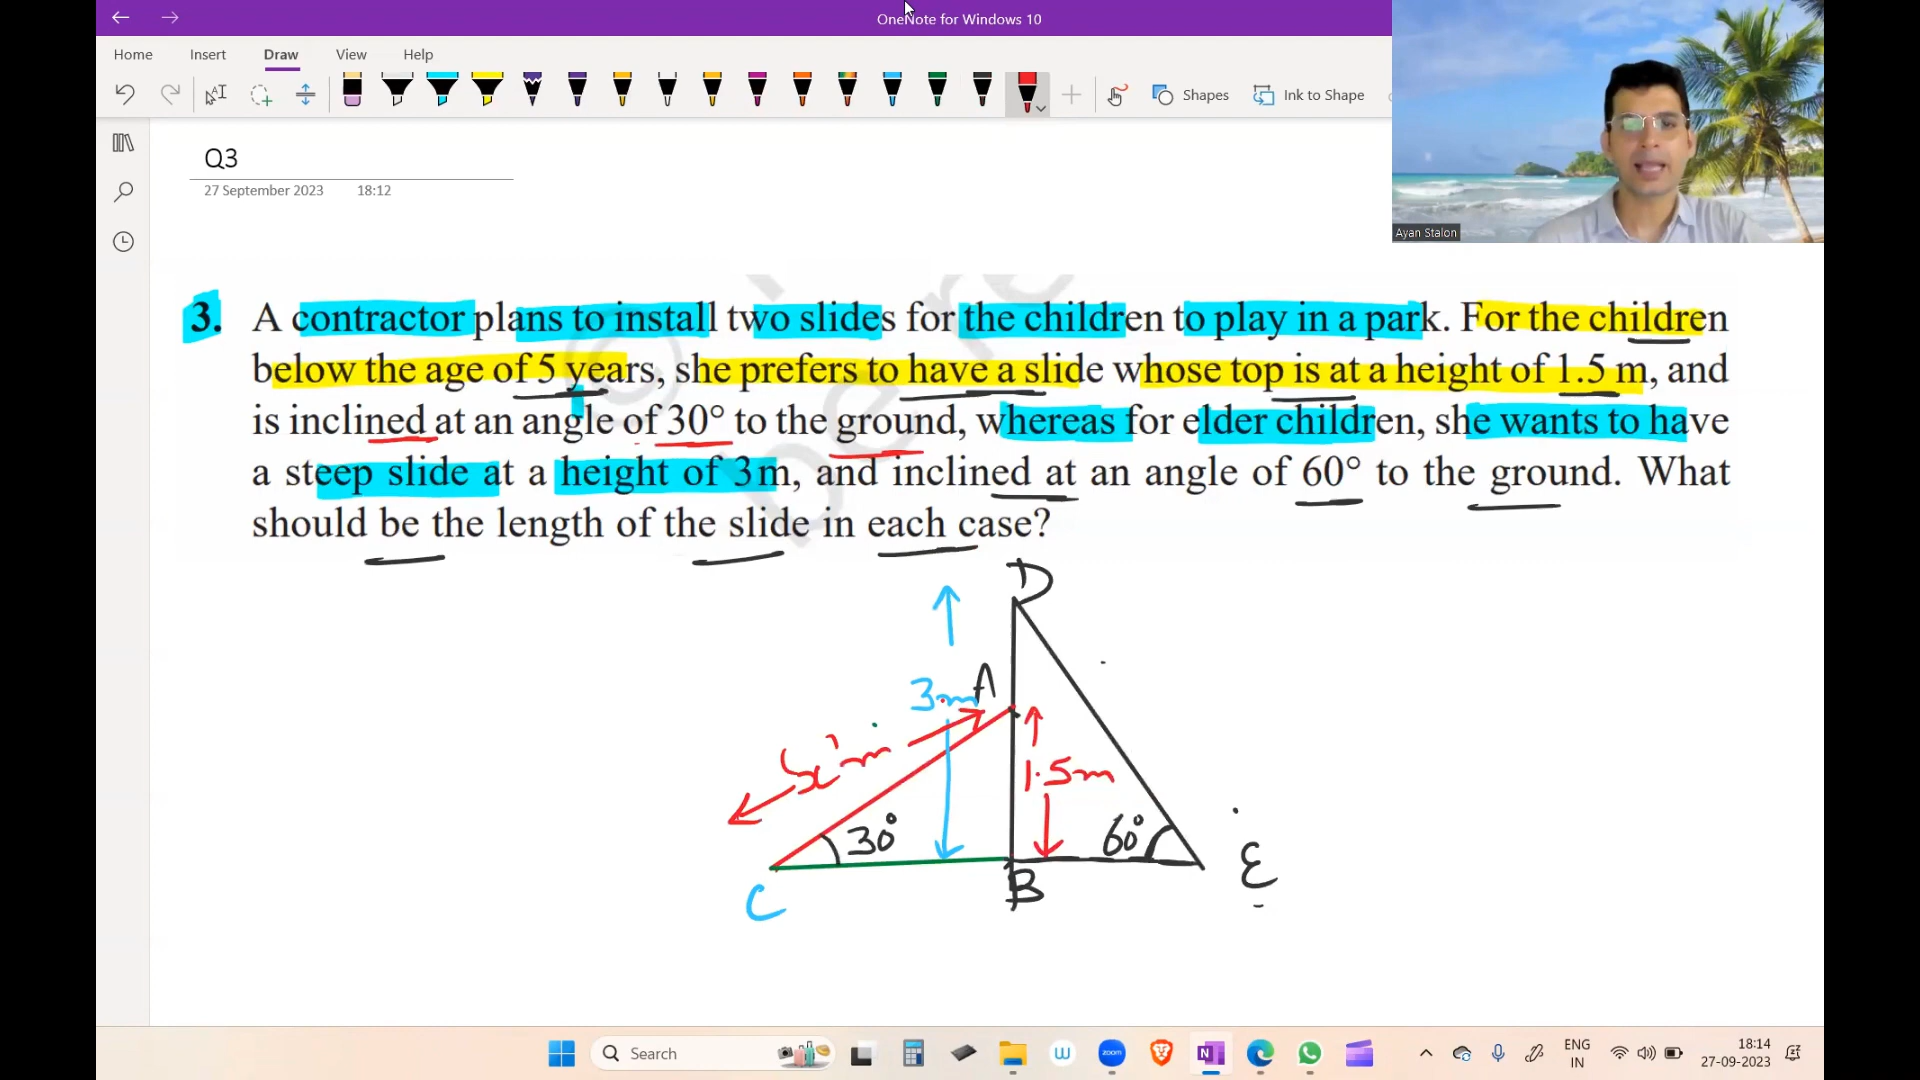 OneNote for Windows 10
Home Insert Draw View Help
Shapes Ink to Shape
Ayan Stalon
Q3
27 September 2023 18:12
3. A contractor plans to install two slides for the children to play in a park. For the children
below the age of 5 years, she prefers to have a slide whose top is at a height of 1.5 m, and
is inclined at an angle of 30° to the ground, whereas for elder children, she wants to have
a steep slide at a height of 3m, and inclined at an angle of 60° to the ground. What
should be the length of the slide in each case?
D
3m A
x'm
1.5m
30° 60°
C B E
Search
zoom
ENG
IN
18:14
27-09-2023